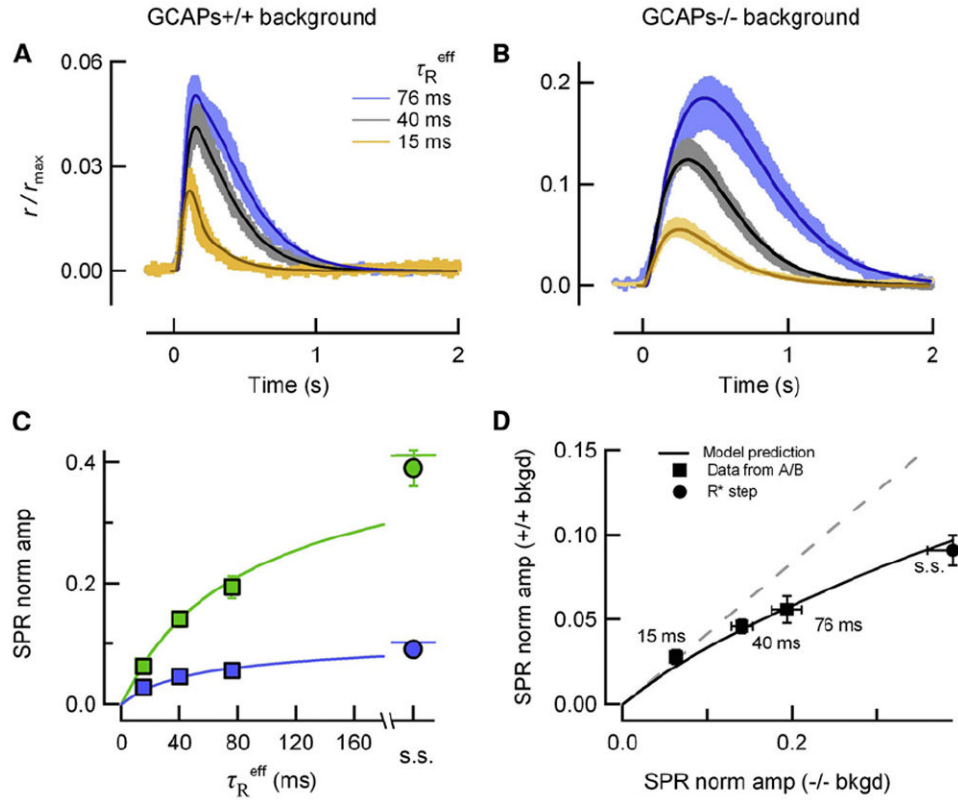 GCAPs+/+ background
GCAPs-/- background
A
B
τR^eff
76 ms
40 ms
15 ms
r/rmax
0.06
0.03
0.00
0
1
2
Time (s)
0.2
0.1
0.0
0
1
2
Time (s)
C
D
SPR norm amp
0.4
0.2
0.0
0
40
80
120
160
s.s.
τR^eff (ms)
SPR norm amp (+/+ bkgd)
0.15
0.10
0.05
0.00
Model prediction
Data from A/B
R* step
15 ms
40 ms
76 ms
s.s.
0.0
0.2
SPR norm amp (-/- bkgd)